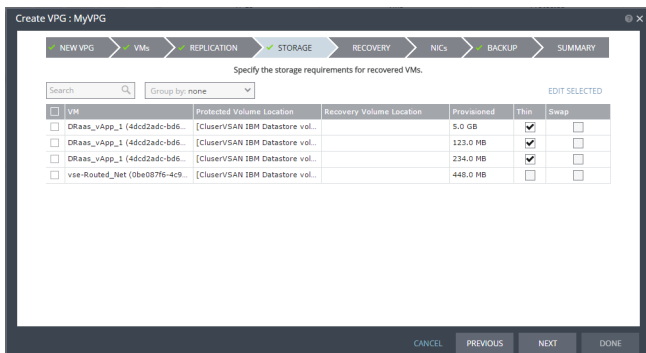 Create VPG : MyVPG
NEW VPG VMs REPLICATION STORAGE RECOVERY NICs BACKUP SUMMARY
Specify the storage requirements for recovered VMs.
Search Group by: none EDIT SELECTED
VM Protected Volume Location Recovery Volume Location Provisioned Thin Swap
DRaas_vApp_1 (4dcd2adc-bd6... [CluserVSAN IBM Datastore vol... 5.0 GB
DRaas_vApp_1 (4dcd2adc-bd6... [CluserVSAN IBM Datastore vol... 123.0 MB
DRaas_vApp_1 (4dcd2adc-bd6... [CluserVSAN IBM Datastore vol... 234.0 MB
vse-Routed_Net (0be087f6-4c9... [CluserVSAN IBM Datastore vol... 448.0 MB
CANCEL PREVIOUS NEXT DONE